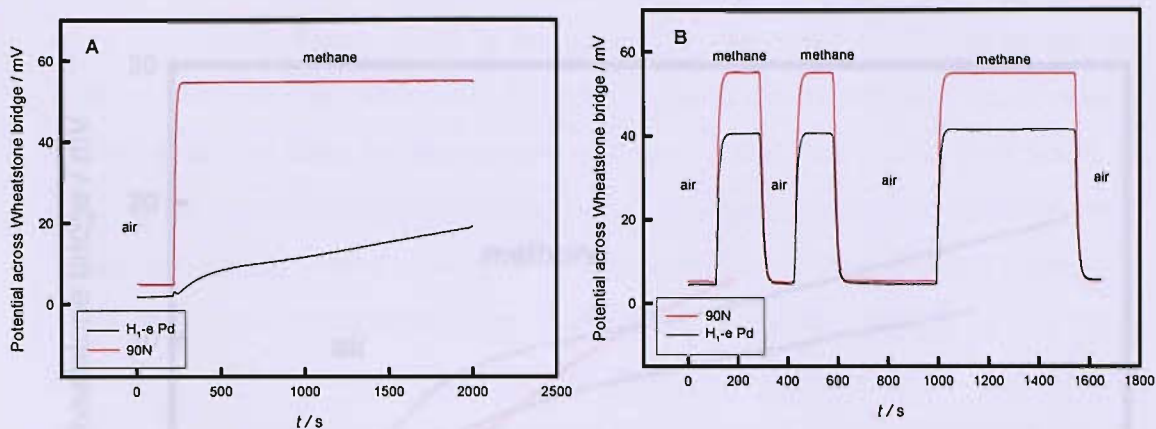 A
methane
Potential across Wheatstone bridge / mV
60
40
20
0
air
H₁-e Pd
90N
0
500
1000
1500
2000
2500
t / s
B
methane
methane
methane
Potential across Wheatstone bridge / mV
60
40
20
0
air
air
air
air
90N
H₁-e Pd
0
200
400
600
800
1000
1200
1400
1600
1800
t / s